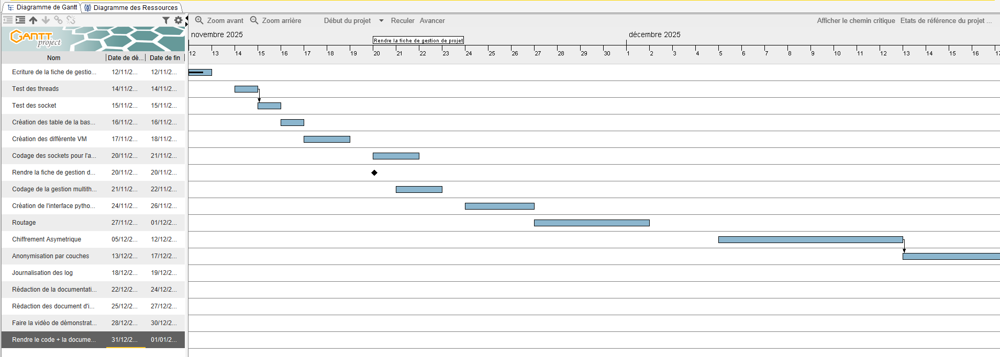 Diagramme de Gantt Diagramme des Ressources
Zoom avant Zoom arrière Début du projet Reculer Avancer Afficher le chemin critique Etats de référence du projet ...
GANTT project
novembre 2025 décembre 2025
Rendre la fiche de gestion de projet
12 13 14 15 16 17 18 19 20 21 22 23 24 25 26 27 28 29 30 1 2 3 4 5 6 7 8 9 10 11 12 13 14 15 16 17
Nom Date de dé... Date de fin
Ecriture de la fiche de gestio... 12/11/2... 12/11/2...
Test des threads 14/11/2... 14/11/2...
Test des socket 15/11/2... 15/11/2...
Création des table de la bas... 16/11/2... 16/11/2...
Création des différente VM 17/11/2... 18/11/2...
Codage des sockets pour l'a... 20/11/2... 21/11/2...
Rendre la fiche de gestion d... 20/11/2... 20/11/2...
Codage de la gestion multith... 21/11/2... 22/11/2...
Création de l'interface pytho... 24/11/2... 26/11/2...
Routage 27/11/2... 01/12/2...
Chiffrement Asymetrique 05/12/2... 12/12/2...
Anonymisation par couches 13/12/2... 17/12/2...
Journalisation des log 18/12/2... 19/12/2...
Rédaction de la documentati... 22/12/2... 24/12/2...
Rédaction des document d'i... 25/12/2... 27/12/2...
Faire la vidéo de démonstrat... 28/12/2... 30/12/2...
Rendre le code + la docume... 31/12/2... 01/01/2...